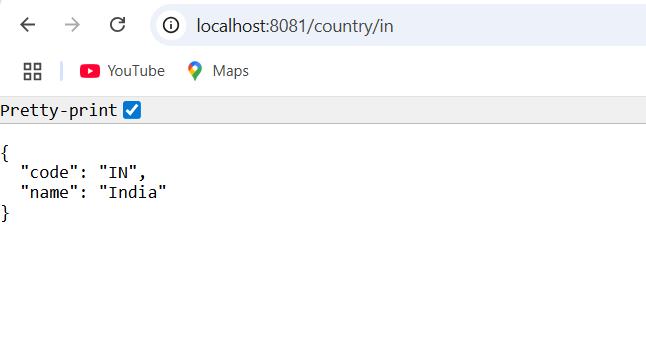 localhost:8081/country/in
YouTube Maps
Pretty-print
{
  "code": "IN",
  "name": "India"
}